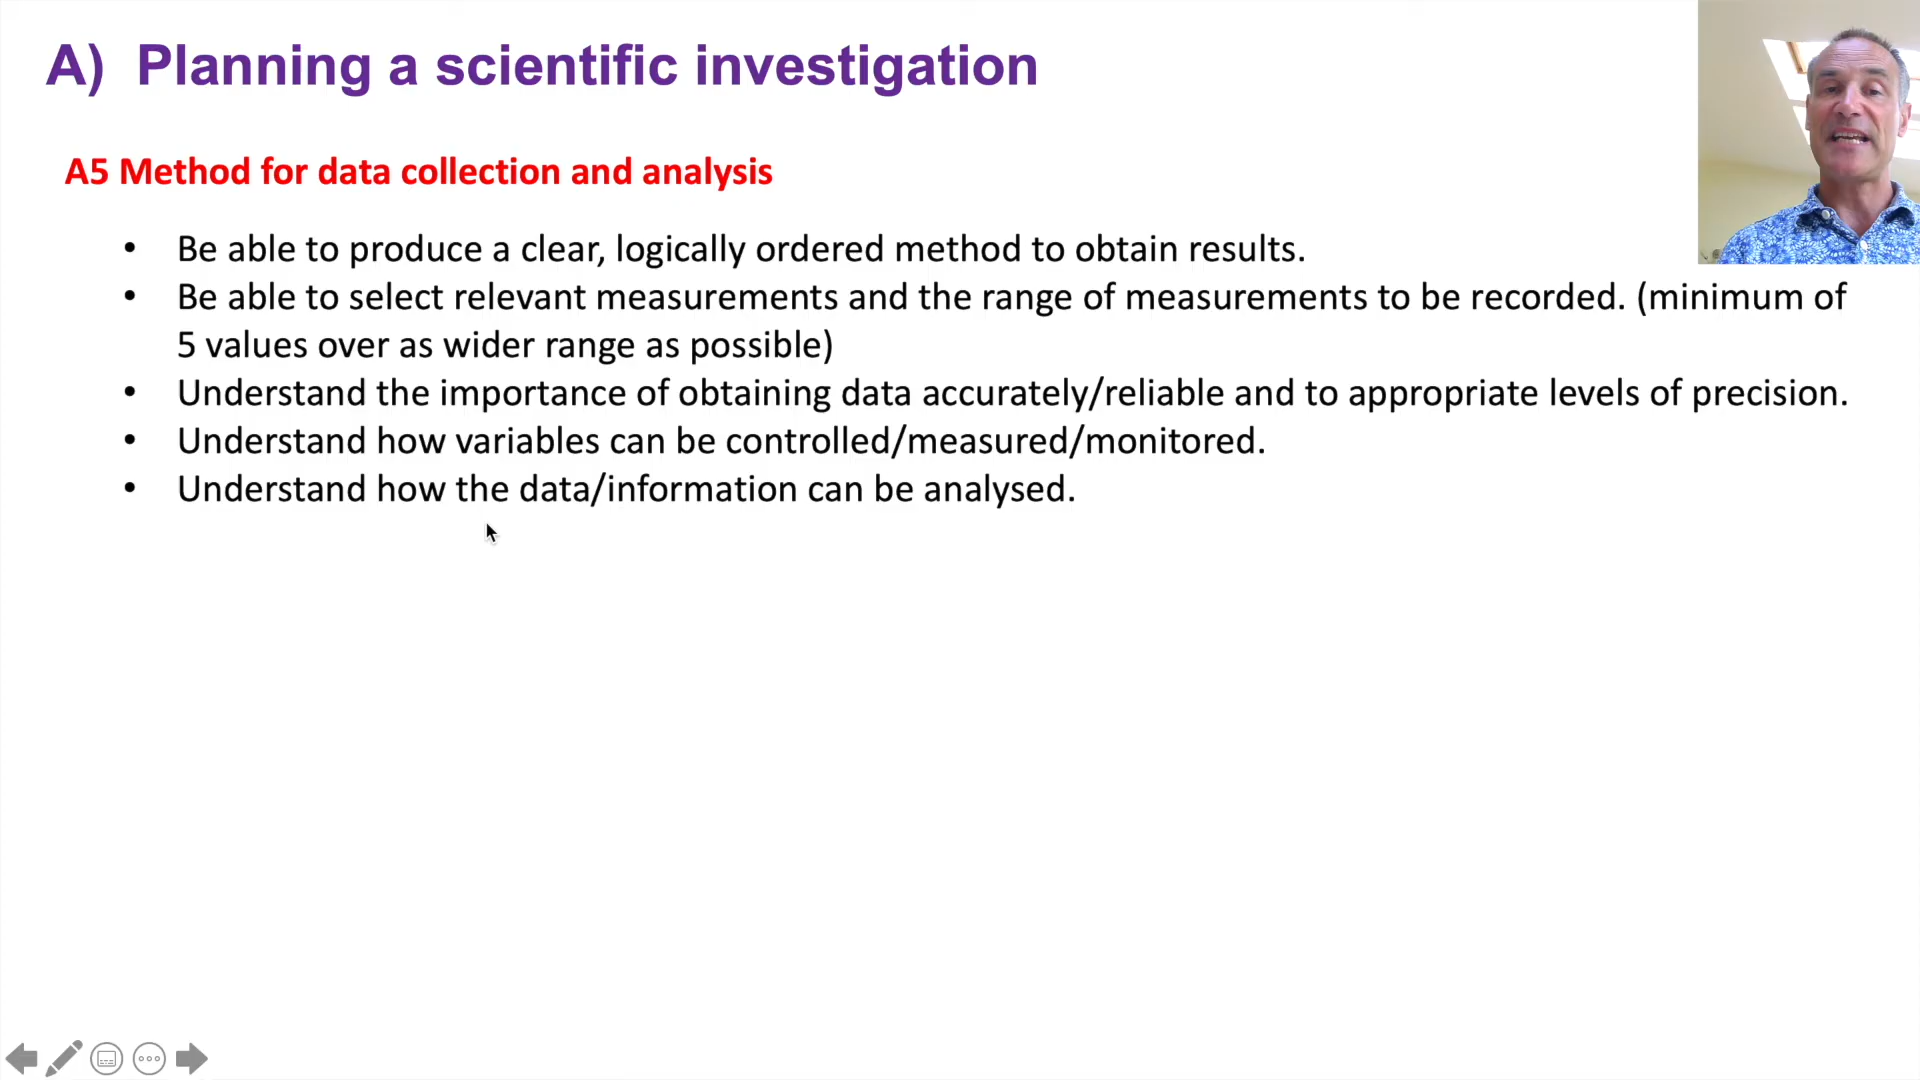 A) Planning a scientific investigation
A5 Method for data collection and analysis
• Be able to produce a clear, logically ordered method to obtain results.
• Be able to select relevant measurements and the range of measurements to be recorded. (minimum of
5 values over as wider range as possible)
• Understand the importance of obtaining data accurately/reliable and to appropriate levels of precision.
• Understand how variables can be controlled/measured/monitored.
• Understand how the data/information can be analysed.